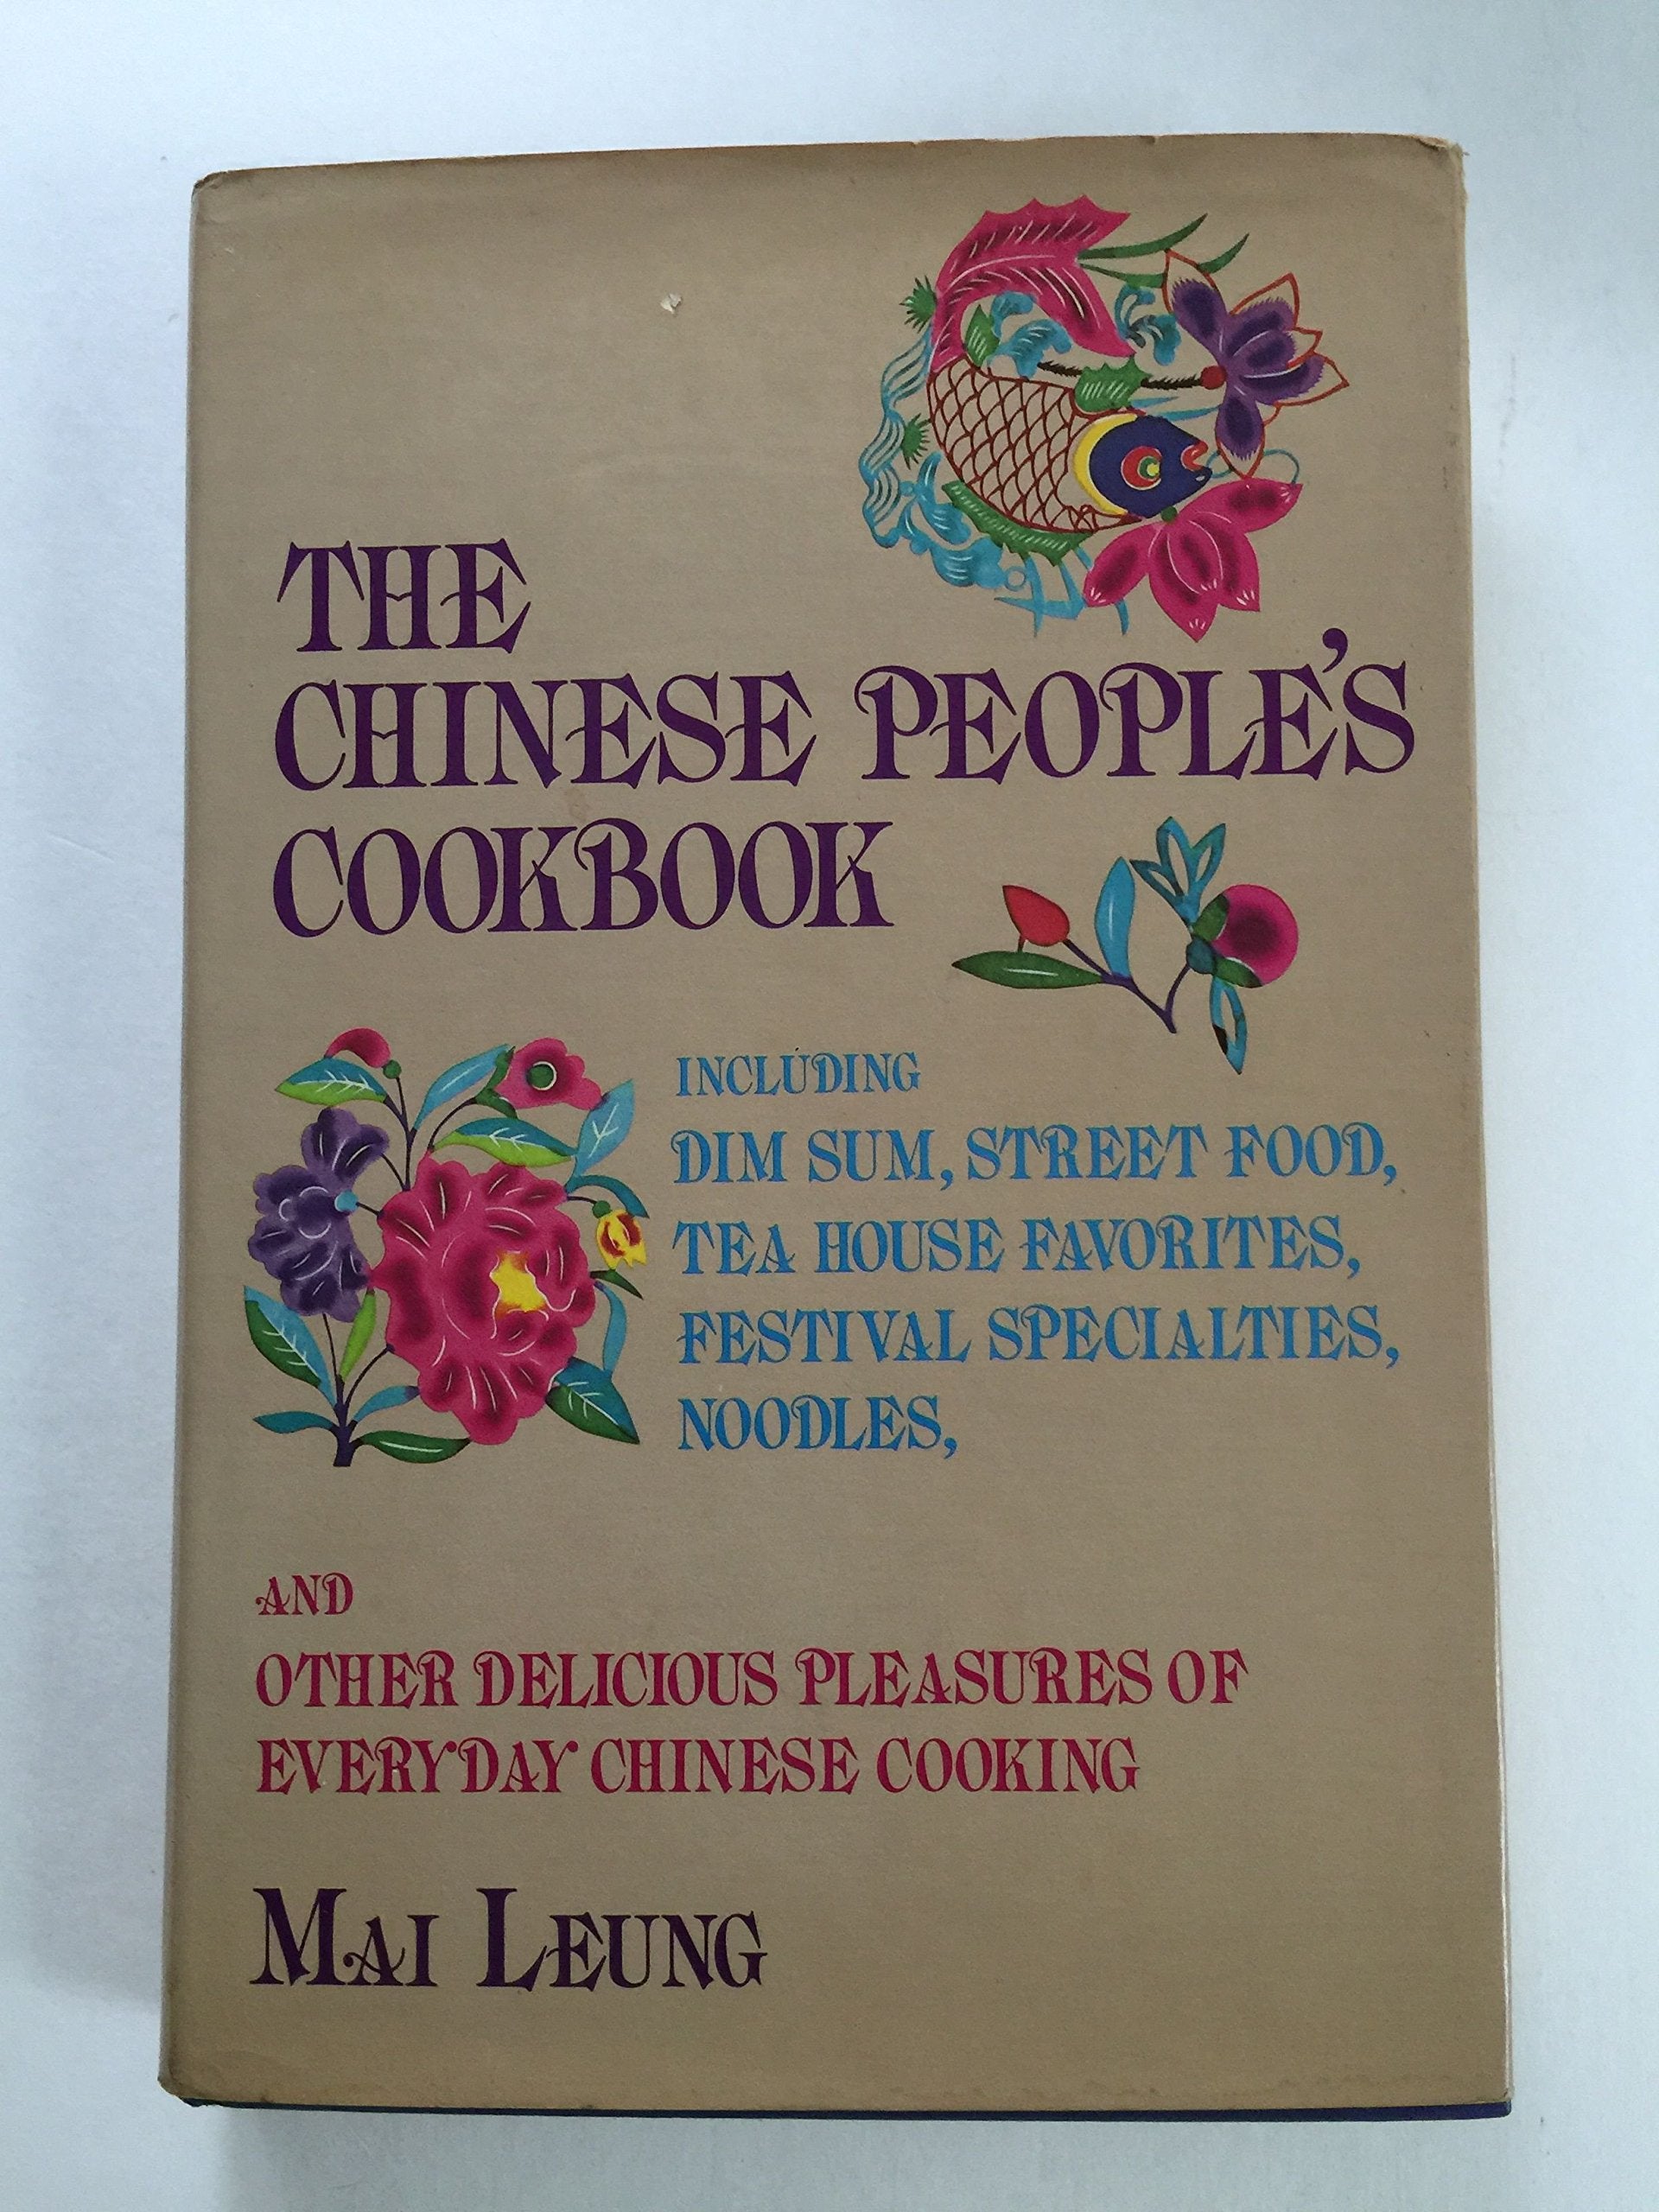 THE
CHINESE PEOPLE'S
COOKBOOK
INCLUDING
DIM SUM, STREET FOOD,
TEA HOUSE FAVORITES,
FESTIVAL SPECIALTIES,
NOODLES,
AND
OTHER DELICIOUS PLEASURES OF
EVERYDAY CHINESE COOKING
MAI LEUNG